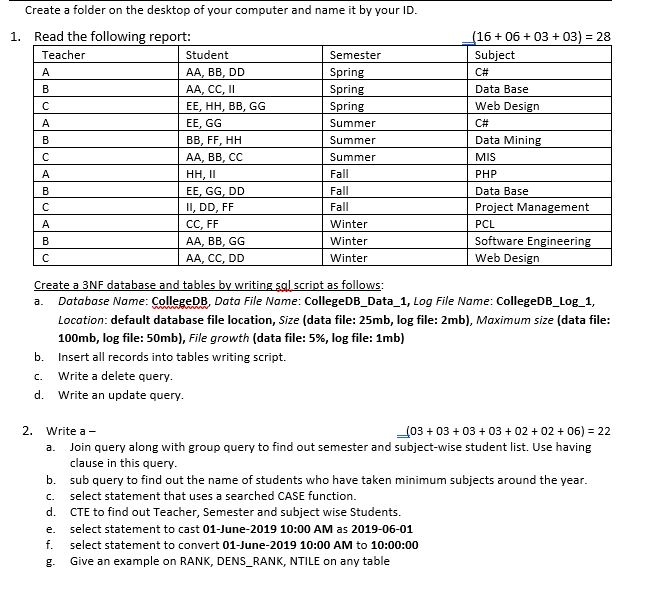 Create a folder on the desktop of your computer and name it by your ID.
1. Read the following report: (16 + 06 + 03 + 03) = 28
Teacher Student Semester Subject
A AA, BB, DD Spring C#
B AA, CC, II Spring Data Base
C EE, HH, BB, GG Spring Web Design
A EE, GG Summer C#
B BB, FF, HH Summer Data Mining
C AA, BB, CC Summer MIS
A HH, II Fall PHP
B EE, GG, DD Fall Data Base
C II, DD, FF Fall Project Management
A CC, FF Winter PCL
B AA, BB, GG Winter Software Engineering
C AA, CC, DD Winter Web Design
Create a 3NF database and tables by writing sql script as follows:
a. Database Name: CollegeDB, Data File Name: CollegeDB_Data_1, Log File Name: CollegeDB_Log_1,
Location: default database file location, Size (data file: 25mb, log file: 2mb), Maximum size (data file:
100mb, log file: 50mb), File growth (data file: 5%, log file: 1mb)
b. Insert all records into tables writing script.
c. Write a delete query.
d. Write an update query.
2. Write a – (03 + 03 + 03 + 03 + 02 + 02 + 06) = 22
a. Join query along with group query to find out semester and subject-wise student list. Use having
clause in this query.
b. sub query to find out the name of students who have taken minimum subjects around the year.
c. select statement that uses a searched CASE function.
d. CTE to find out Teacher, Semester and subject wise Students.
e. select statement to cast 01-June-2019 10:00 AM as 2019-06-01
f. select statement to convert 01-June-2019 10:00 AM to 10:00:00
g. Give an example on RANK, DENS_RANK, NTILE on any table